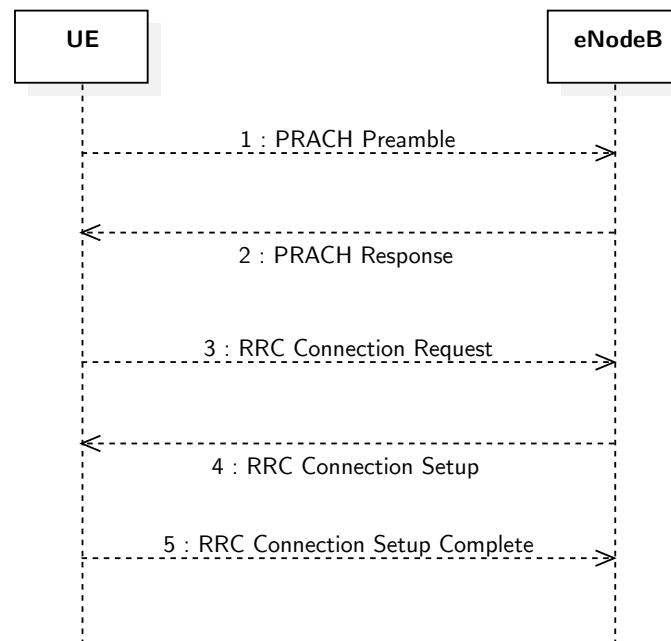 UE
eNodeB
1 : PRACH Preamble
2 : PRACH Response
3 : RRC Connection Request
4 : RRC Connection Setup
5 : RRC Connection Setup Complete